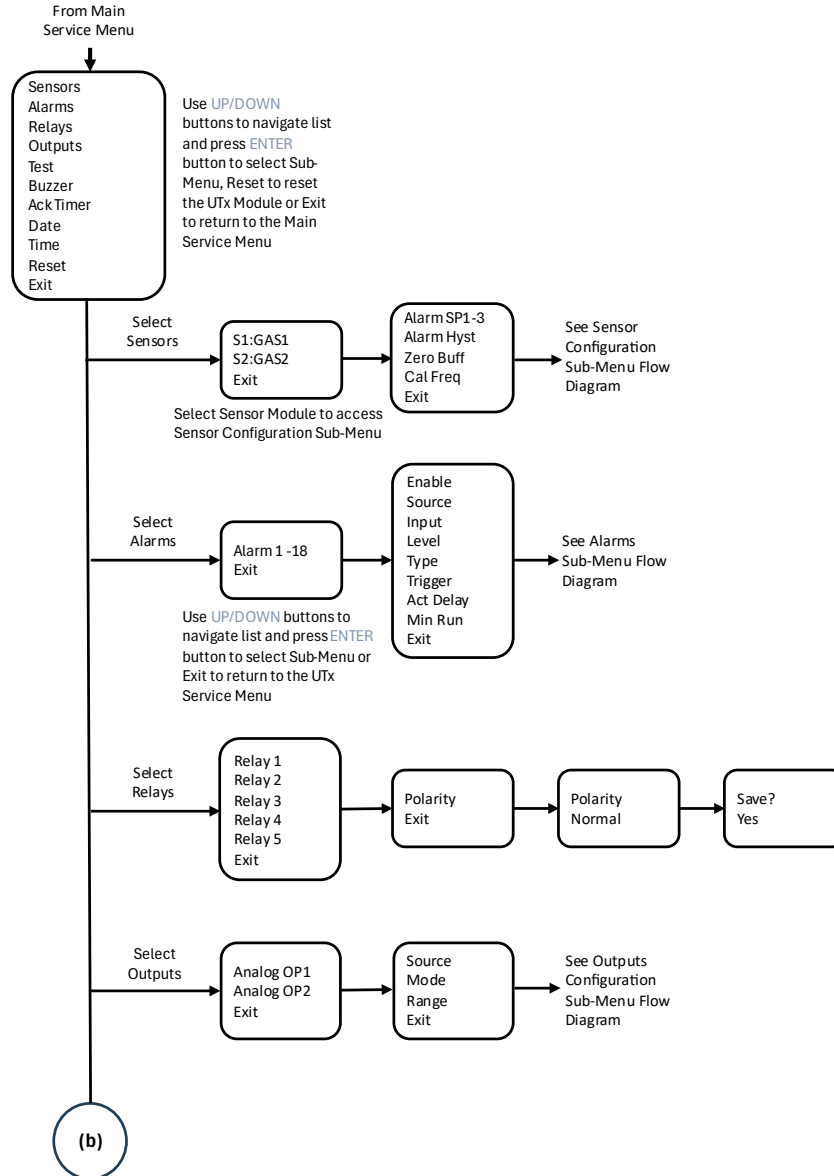 From Main
Service Menu
Sensors
Alarms
Relays
Outputs
Test
Buzzer
Ack Timer
Date
Time
Reset
Exit
Use UP/DOWN
buttons to navigate list
and press ENTER
button to select Sub-
Menu, Reset to reset
the UTx Module or Exit
to return to the Main
Service Menu
Select
Sensors
S1:GAS1
S2:GAS2
Exit
Select Sensor Module to access
Sensor Configuration Sub-Menu
Alarm SP1-3
Alarm Hyst
Zero Buff
Cal Freq
Exit
See Sensor
Configuration
Sub-Menu Flow
Diagram
Select
Alarms
Alarm 1 -18
Exit
Use UP/DOWN buttons to
navigate list and press ENTER
button to select Sub-Menu or
Exit to return to the UTx
Service Menu
Enable
Source
Input
Level
Type
Trigger
Act Delay
Min Run
Exit
See Alarms
Sub-Menu Flow
Diagram
Select
Relays
Relay 1
Relay 2
Relay 3
Relay 4
Relay 5
Exit
Polarity
Exit
Polarity
Normal
Save?
Yes
Select
Outputs
Analog OP1
Analog OP2
Exit
Source
Mode
Range
Exit
See Outputs
Configuration
Sub-Menu Flow
Diagram
(b)